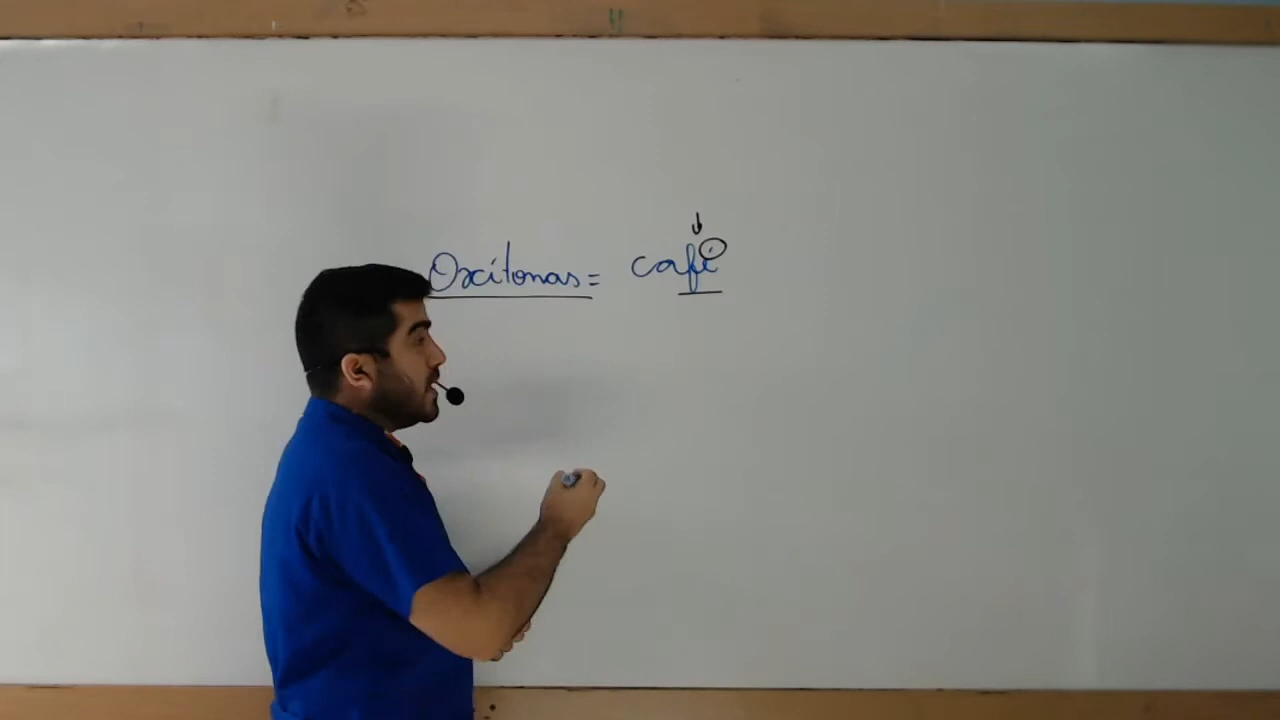 Oxítonas = café